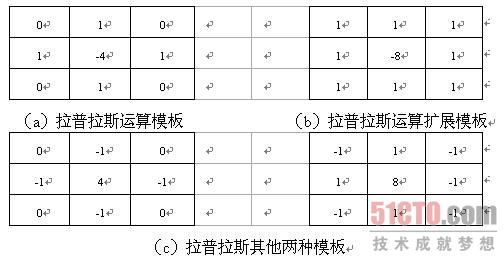 0 1 0 1 1 1
1 -4 1 1 -8 1
0 1 0 1 1 1
(a)拉普拉斯运算模板 (b)拉普拉斯运算扩展模板
0 -1 0 -1 1 -1
-1 4 -1 1 8 -1
0 -1 0 -1 1 -1
(c)拉普拉斯其他两种模板
51CTO.com
技术成就梦想